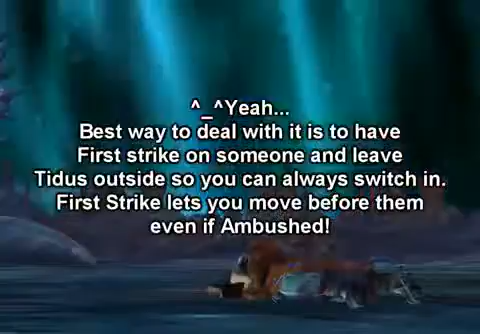 ^_^Yeah...
Best way to deal with it is to have
First strike on someone and leave
Tidus outside so you can always switch in.
First Strike lets you move before them
even if Ambushed!